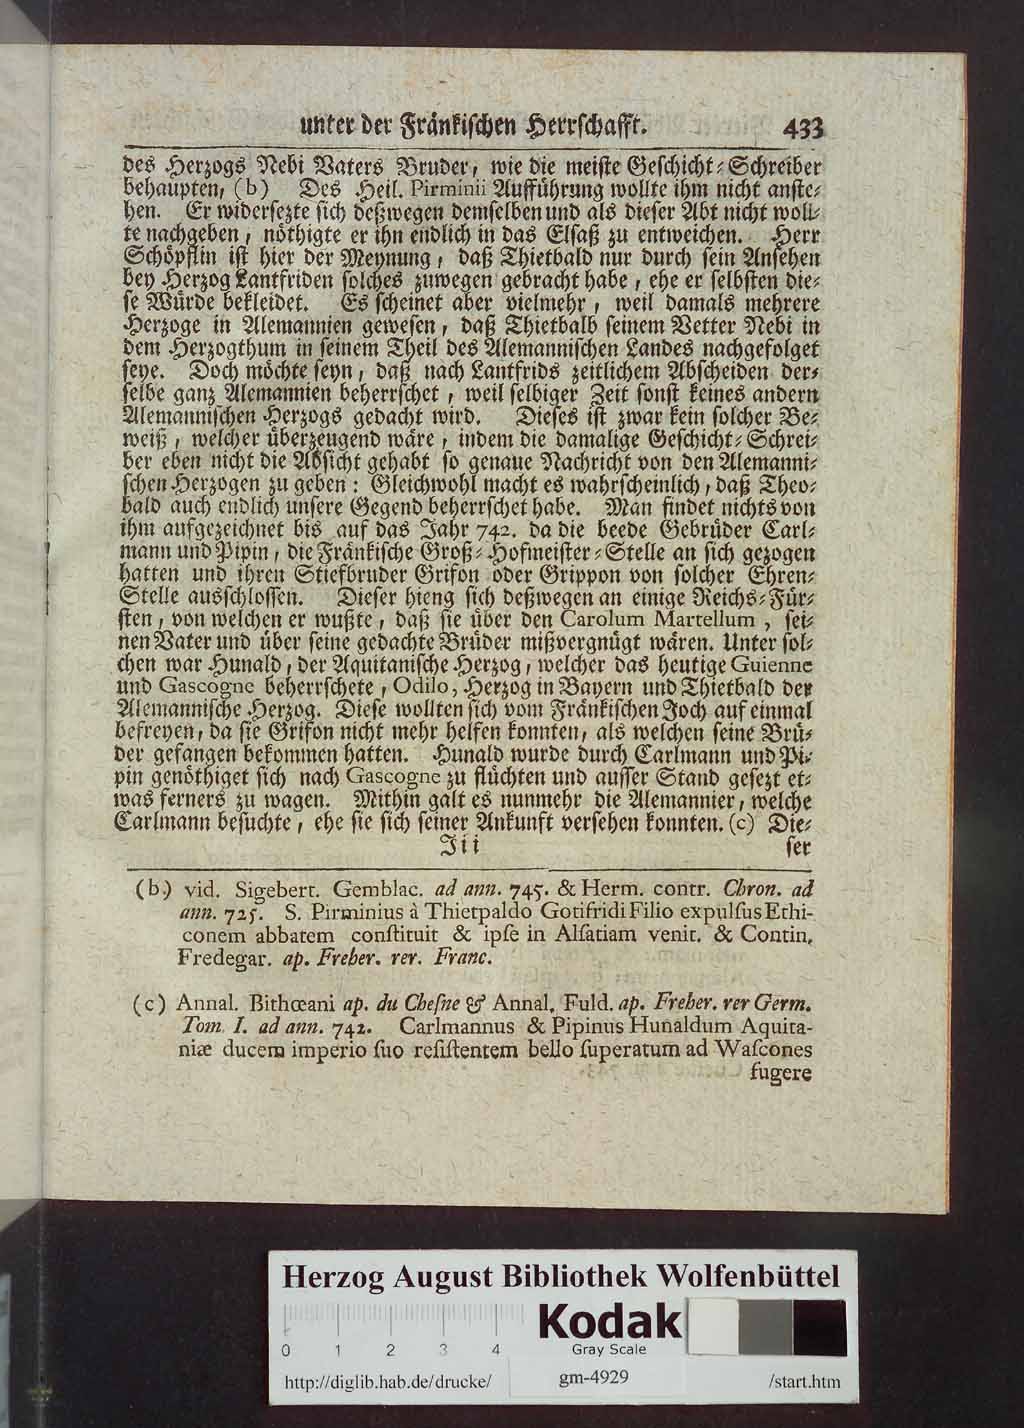 unter der Fränkischen Herrschafft. 433
des Herzogs Nebi Vaters Bruder, wie die meiste Geschicht-Schreiber
behaupten, (b) Des Heil. Pirminii Aufführung wollte ihm nicht anste-
hen. Er widersezte sich deßwegen demselben und als dieser Abt nicht woll-
te nachgeben, nöthigte er ihn endlich in das Elsaß zu entweichen. Herr
Schöpflin ist hier der Meynung, daß Thietbald nur durch sein Ansehen
bey Herzog Lantfriden solches zuwegen gebracht habe, ehe er selbsten die-
se Würde bekleidet. Es scheinet aber vielmehr, weil damals mehrere
Herzoge in Alemannien gewesen, daß Thietbalb seinem Vetter Nebi in
dem Herzogthum in seinem Theil des Alemannischen Landes nachgefolget
seye. Doch möchte seyn, daß nach Lantfrids zeitlichem Abscheiden der-
selbe ganz Alemannien beherrschet, weil selbiger Zeit sonst keines andern
Alemannischen Herzogs gedacht wird. Dieses ist zwar kein solcher Be-
weiß, welcher überzeugend wäre, indem die damalige Geschicht-Schrei-
ber eben nicht die Absicht gehabt so genaue Nachricht von den Alemanni-
schen Herzogen zu geben: Gleichwohl macht es wahrscheinlich, daß Theo-
bald auch endlich unsere Gegend beherrschet habe. Man findet nichts von
ihm aufgezeichnet bis auf das Jahr 742. da die beede Gebrüder Carl-
mann und Pipin, die Fränkische Groß-Hofmeister-Stelle an sich gezogen
hatten und ihren Stiefbruder Grifon oder Grippon von solcher Ehren-
Stelle ausschlossen. Dieser hieng sich deßwegen an einige Reichs-Für-
sten, von welchen er wußte, daß sie über den Carolum Martellum, sei-
nen Vater und über seine gedachte Brüder mißvergnügt wären. Unter sol-
chen war Hunald, der Aquitanische Herzog, welcher das heutige Guienne
und Gascogne beherrschete, Odilo, Herzog in Bayern und Thietbald der
Alemannische Herzog. Diese wollten sich vom Fränkischen Joch auf einmal
befreyen, da sie Grifon nicht mehr helfen konnten, als welchen seine Brü-
der gefangen bekommen hatten. Hunald wurde durch Carlmann und Pi-
pin genöthiget sich nach Gascogne zu flüchten und ausser Stand gesezt et-
was ferners zu wagen. Mithin galt es nunmehr die Alemannier, welche
Carlmann besuchte, ehe sie sich seiner Ankunft versehen konnten. (c) Die-
Iii ser
(b.) vid. Sigebert. Gemblac. ad ann. 745. & Herm. contr. Chron. ad
ann. 725. S. Pirminius à Thietpaldo Gotifridi Filio expulſus Ethi-
conem abbatem conſtituit & ipſe in Alſatiam venit. & Contin.
Fredegar. ap. Freher. rer. Franc.
(c) Annal. Bithœani ap. du Cheſne & Annal. Fuld. ap. Freher. rer Germ.
Tom I. ad ann. 742. Carlmannus & Pipinus Hunaldum Aquita-
niæ ducem imperio ſuo reſiſtentem bello ſuperatum ad Waſcones
fugere
Herzog August Bibliothek Wolfenbüttel
Kodak
Gray Scale
0 1 2 3 4
http://diglib.hab.de/drucke/ gm-4929 /start.htm